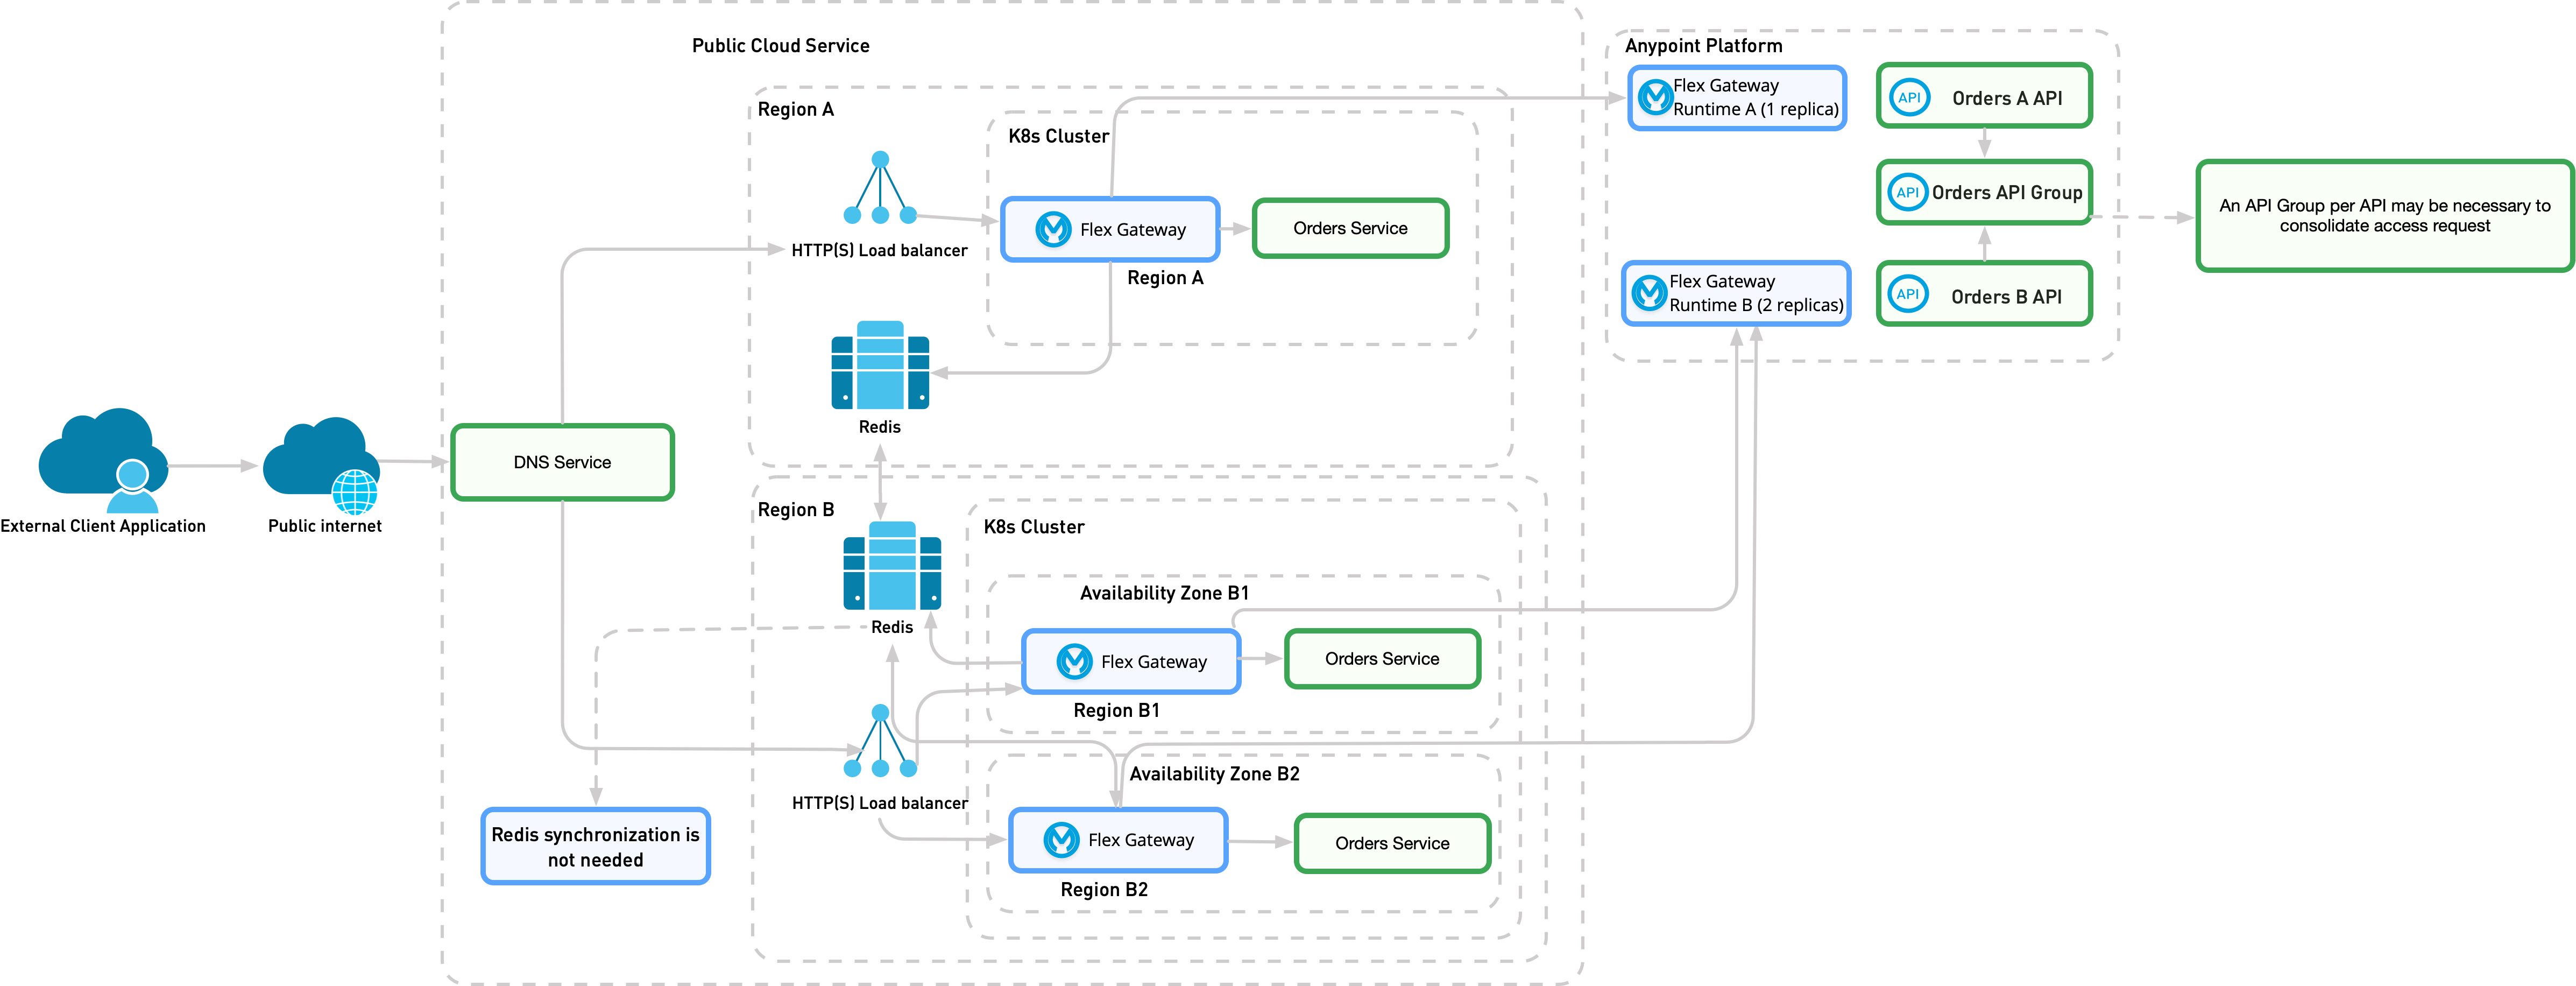 Public Cloud Service
Anypoint Platform
Flex Gateway
Runtime A (1 replica)
API
Orders A API
Region A
K8s Cluster
API
Orders API Group
An API Group per API may be necessary to
consolidate access request
Flex Gateway
Orders Service
HTTP(S) Load balancer
Region A
Flex Gateway
Runtime B (2 replicas)
API
Orders B API
Redis
DNS Service
External Client Application
Public internet
Region B
K8s Cluster
Availability Zone B1
Redis
Flex Gateway
Orders Service
Region B1
Availability Zone B2
HTTP(S) Load balancer
Flex Gateway
Orders Service
Region B2
Redis synchronization is
not needed